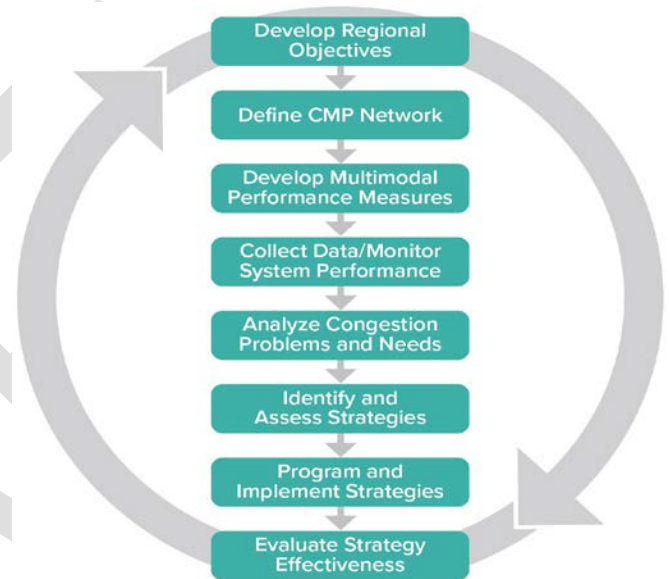 Develop Regional
Objectives
Define CMP Network
Develop Multimodal
Performance Measures
Collect Data/Monitor
System Performance
Analyze Congestion
Problems and Needs
Identify and
Assess Strategies
Program and
Implement Strategies
Evaluate Strategy
Effectiveness